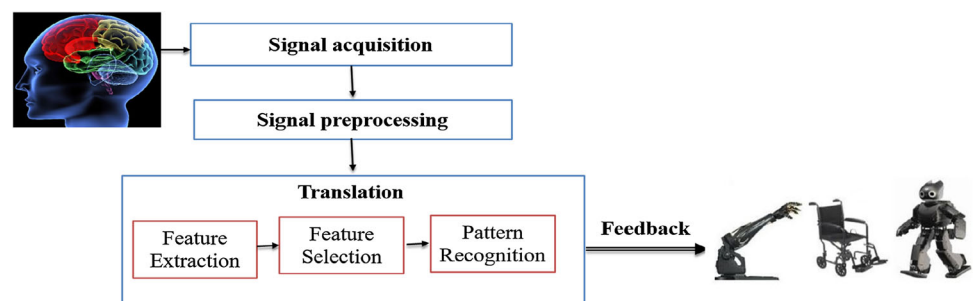 Signal acquisition
Signal preprocessing
Translation
Feature
Extraction
Feature
Selection
Pattern
Recognition
Feedback